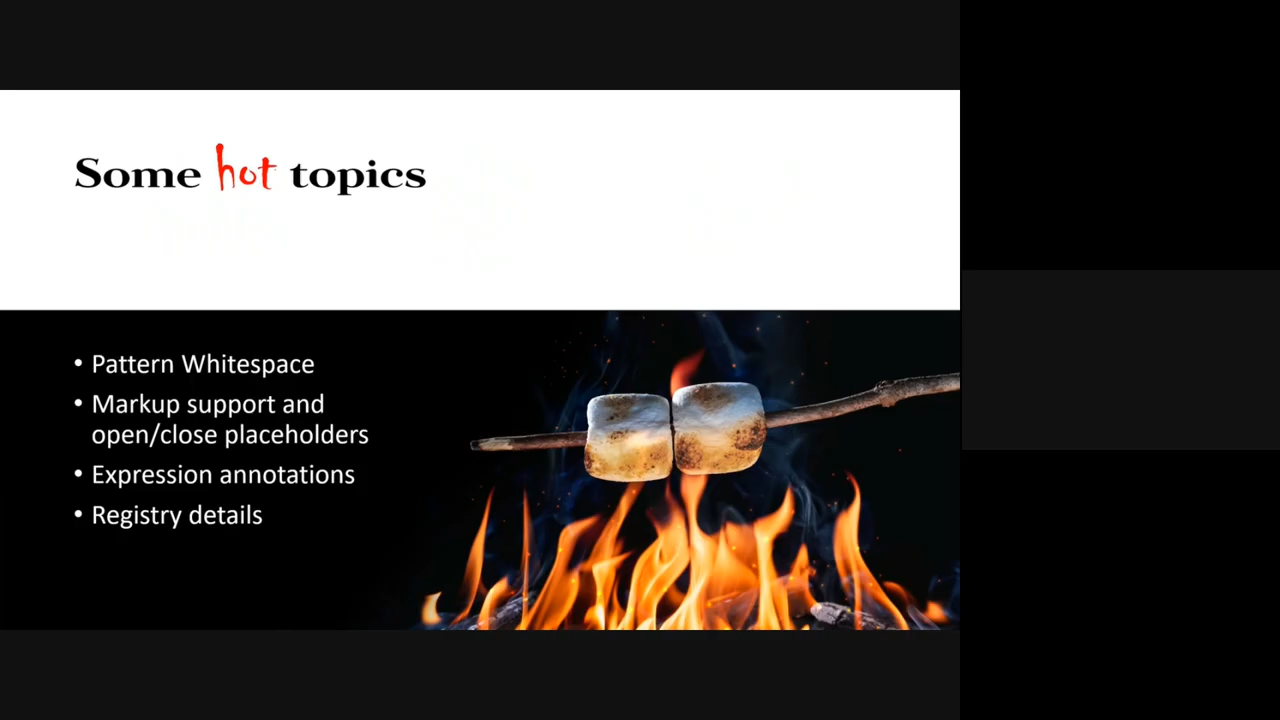 Some hot topics
• Pattern Whitespace
• Markup support and
open/close placeholders
• Expression annotations
• Registry details